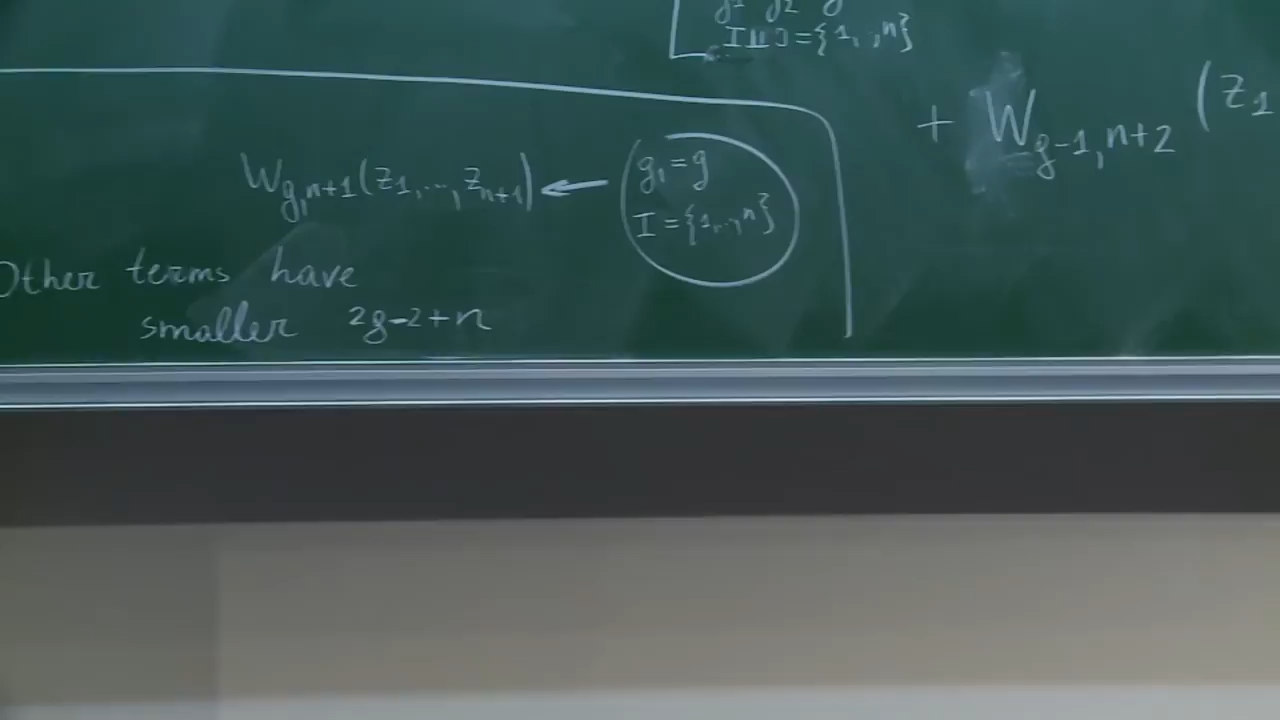 I⊔J={1,..,n}
+ W_{g-1,n+2} (z_1
W_{g,n+1}(z_1,...,z_{n+1}) ← g_1=g
I={1,..,n}
Other terms have
smaller 2g-2+n